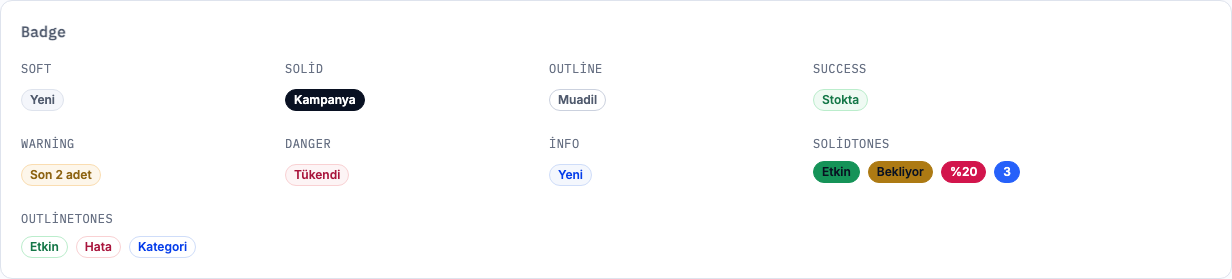 Badge
SOFT
SOLİD
OUTLİNE
SUCCESS
Yeni
Kampanya
Muadil
Stokta
WARNİNG
DANGER
İNFO
SOLİDTONES
Son 2 adet
Tükendi
Yeni
Etkin Bekliyor %20 3
OUTLİNETONES
Etkin Hata Kategori